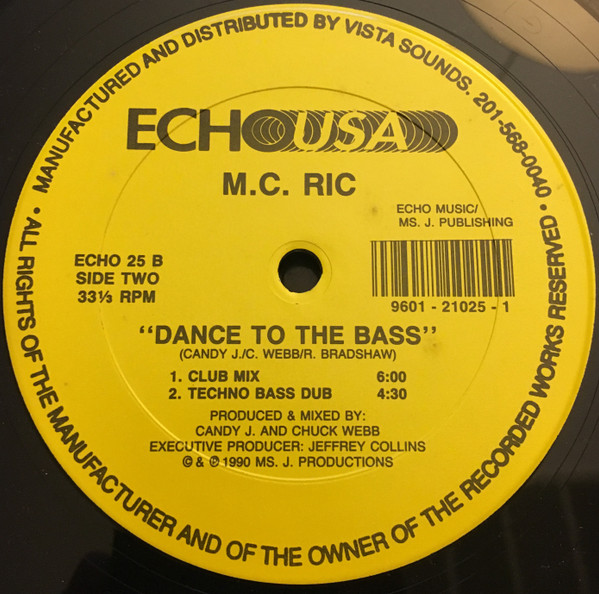 MANUFACTURED AND DISTRIBUTED BY VISTA SOUNDS. 201-568-0040 •
ALL RIGHTS OF THE MANUFACTURER AND OF THE OWNER OF THE RECORDED WORKS RESERVED •
ECHO USA
M.C. RIC
ECHO MUSIC/
MS. J. PUBLISHING
ECHO 25 B
SIDE TWO
33⅓ RPM
9601 - 21025 - 1
"DANCE TO THE BASS"
(CANDY J./C. WEBB/R. BRADSHAW)
1. CLUB MIX 6:00
2. TECHNO BASS DUB 4:30
PRODUCED & MIXED BY:
CANDY J. AND CHUCK WEBB
EXECUTIVE PRODUCER: JEFFREY COLLINS
© & ℗ 1990 MS. J. PRODUCTIONS